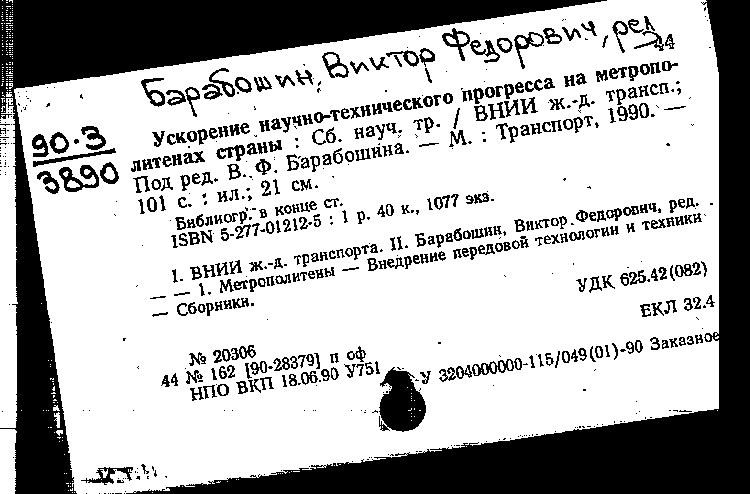 Барабошин, Виктор Федорович, ред
44
90-3
3890
Ускорение научно-технического прогресса на метропо-
литенах страны : Сб. науч. тр. / ВНИИ ж.-д. трансп.;
Под ред. В. Ф. Барабошина. — М. : Транспорт, 1990. —
101 с. : ил.; 21 см.
Библиогр. в конце ст.
ISBN 5-277-01212-5 : 1 р. 40 к., 1077 экз.
I. ВНИИ ж.-д. транспорта. II. Барабошин, Виктор Федорович, ред.
— — 1. Метрополитены — Внедрение передовой технологии и техники
— Сборники.
УДК 625.42(082)
ЕКЛ 32.4
№ 20306
44 № 162 [90-28379] п оф
НПО ВКП 18.06.90 У751
У 3204000000-115/049(01)-90 Заказное